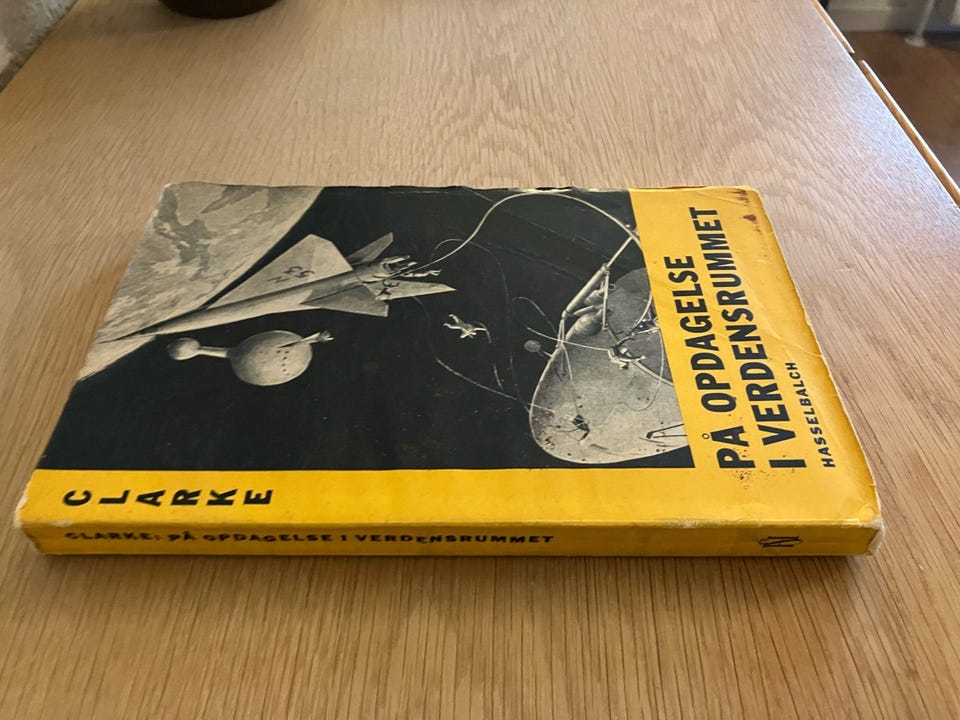 CLARKE
PÅ OPDAGELSE
I VERDENSRUMMET
HASSELBALCH
CLARKE: PÅ OPDAGELSE I VERDENSRUMMET